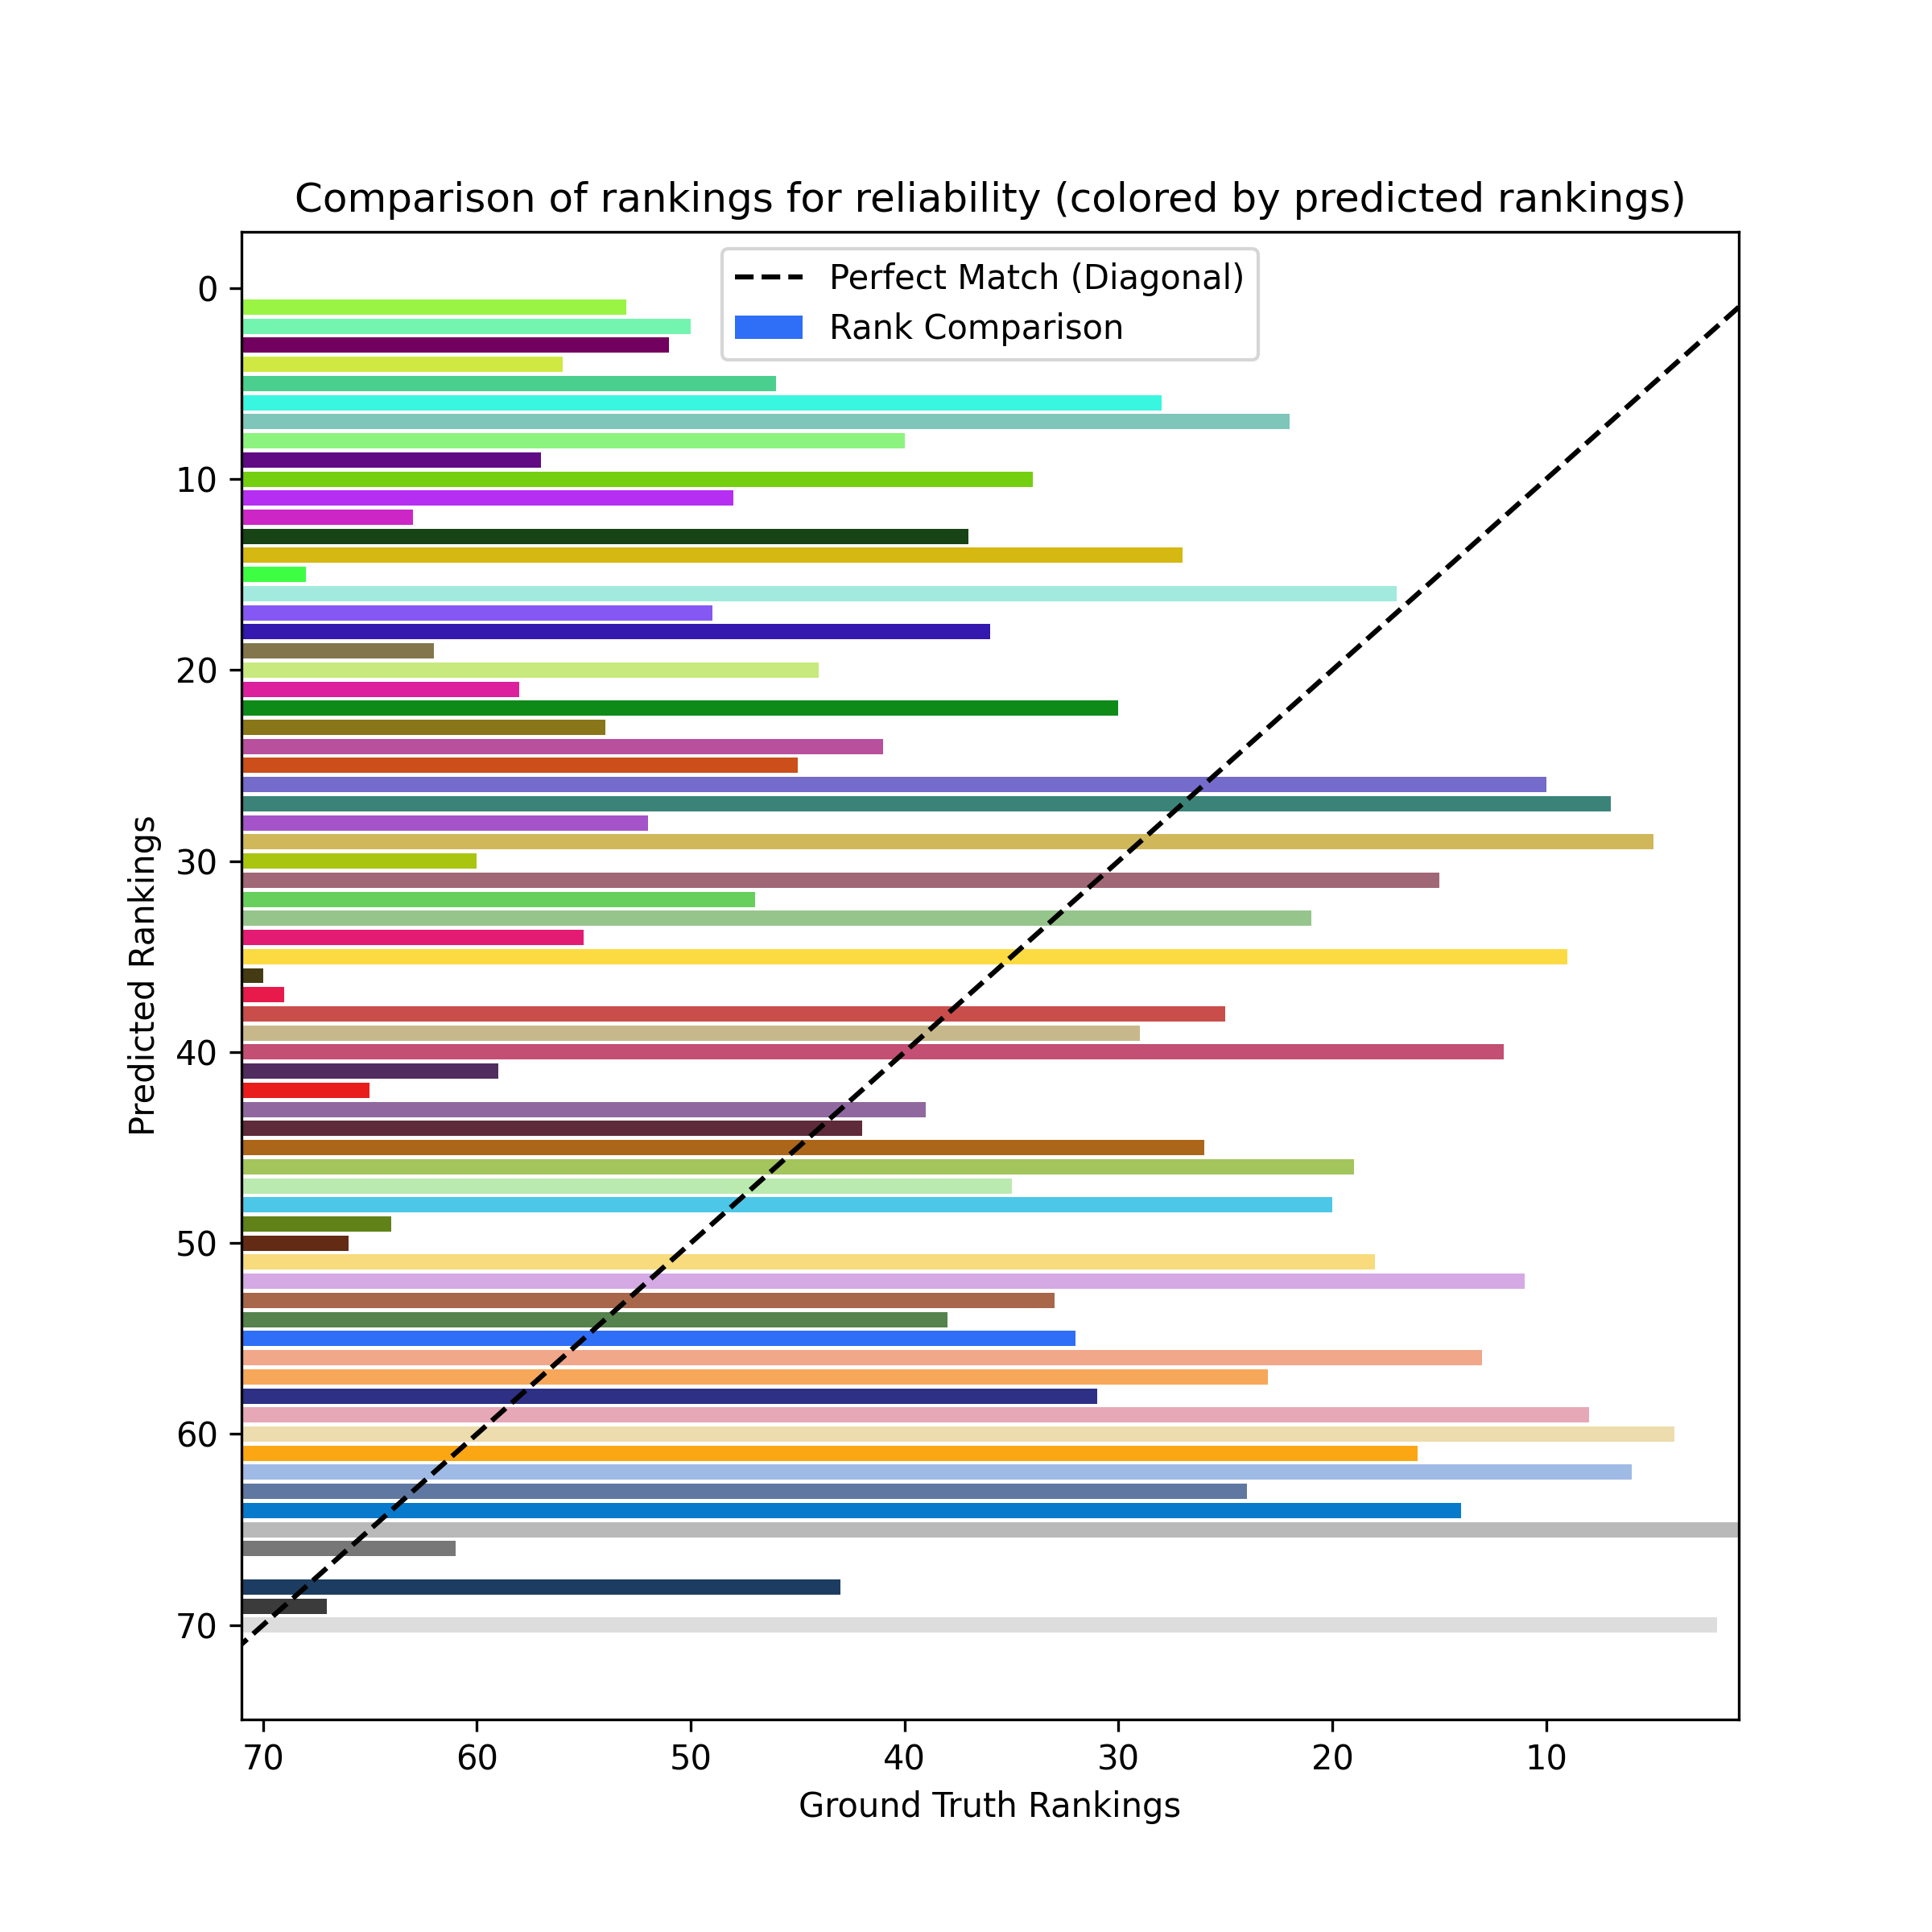 Comparison of rankings for reliability (colored by predicted rankings)
Perfect Match (Diagonal)
Rank Comparison
0
10
20
30
40
50
60
70
Predicted Rankings
70 60 50 40 30 20 10
Ground Truth Rankings